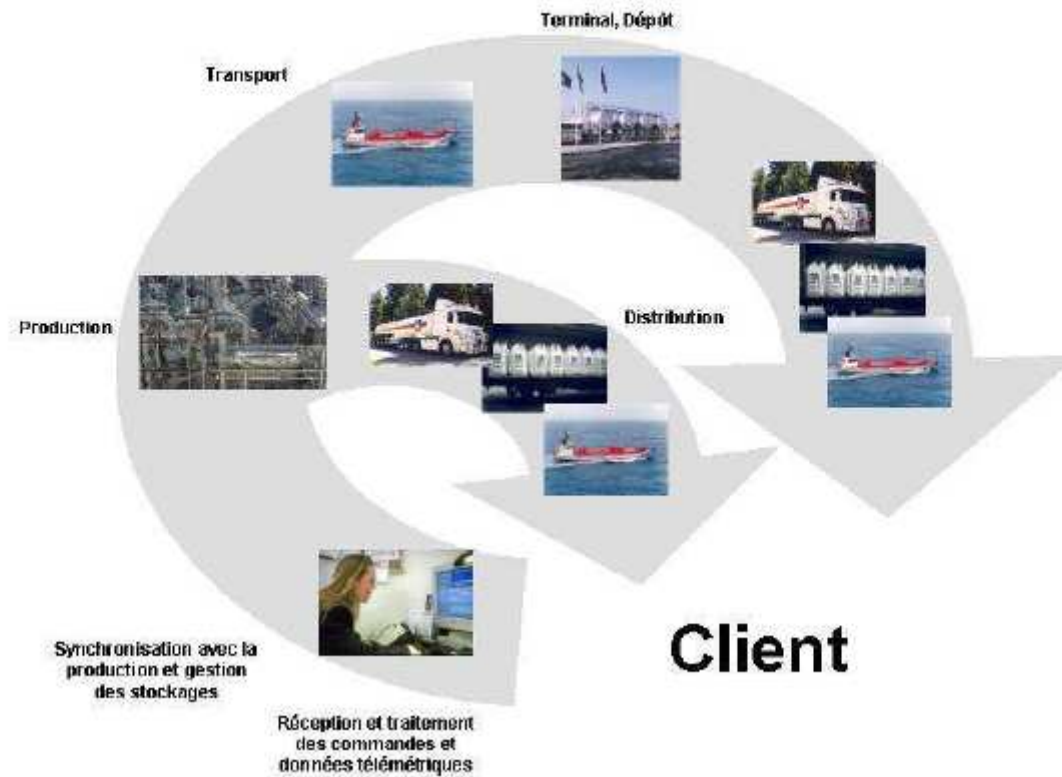 Terminal, Dépôt
Transport
Production
Distribution
Client
Synchronisation avec la
production et gestion
des stockages
Réception et traitement
des commandes et
données télémétriques